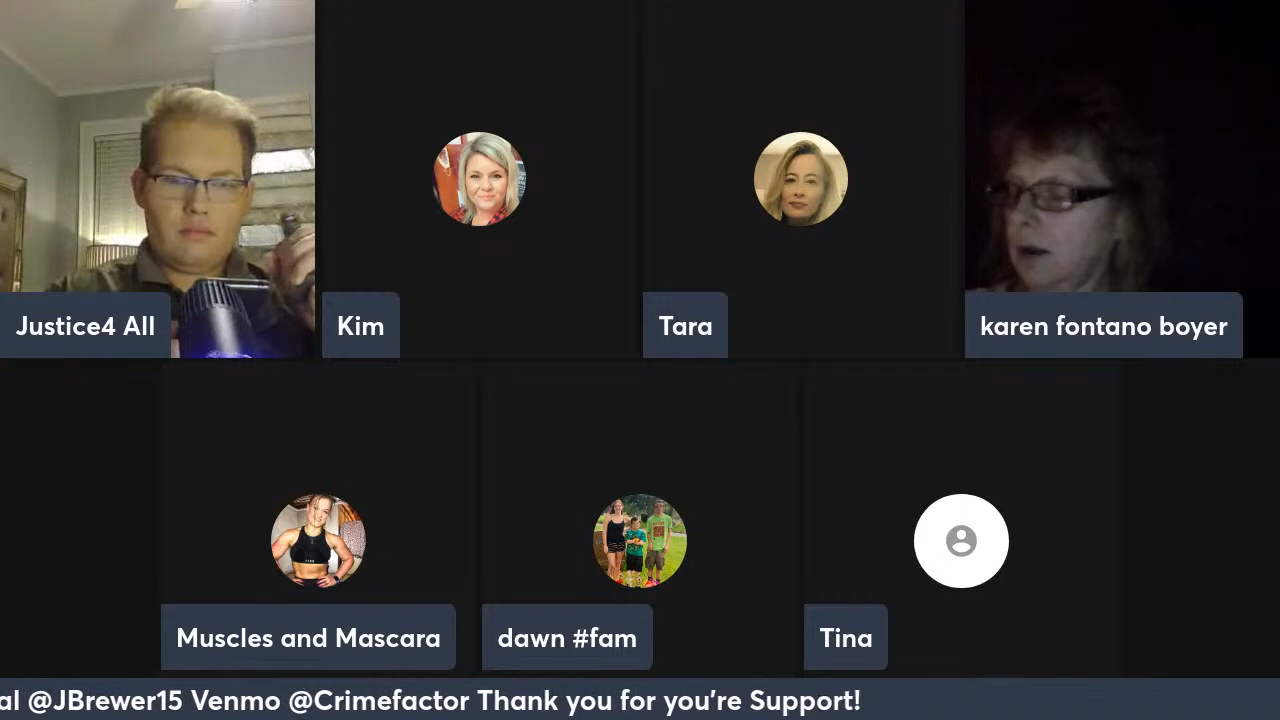 Justice4 All
Kim
Tara
karen fontano boyer
Muscles and Mascara
dawn #fam
Tina
al @JBrewer15 Venmo @Crimefactor Thank you for you’re Support!